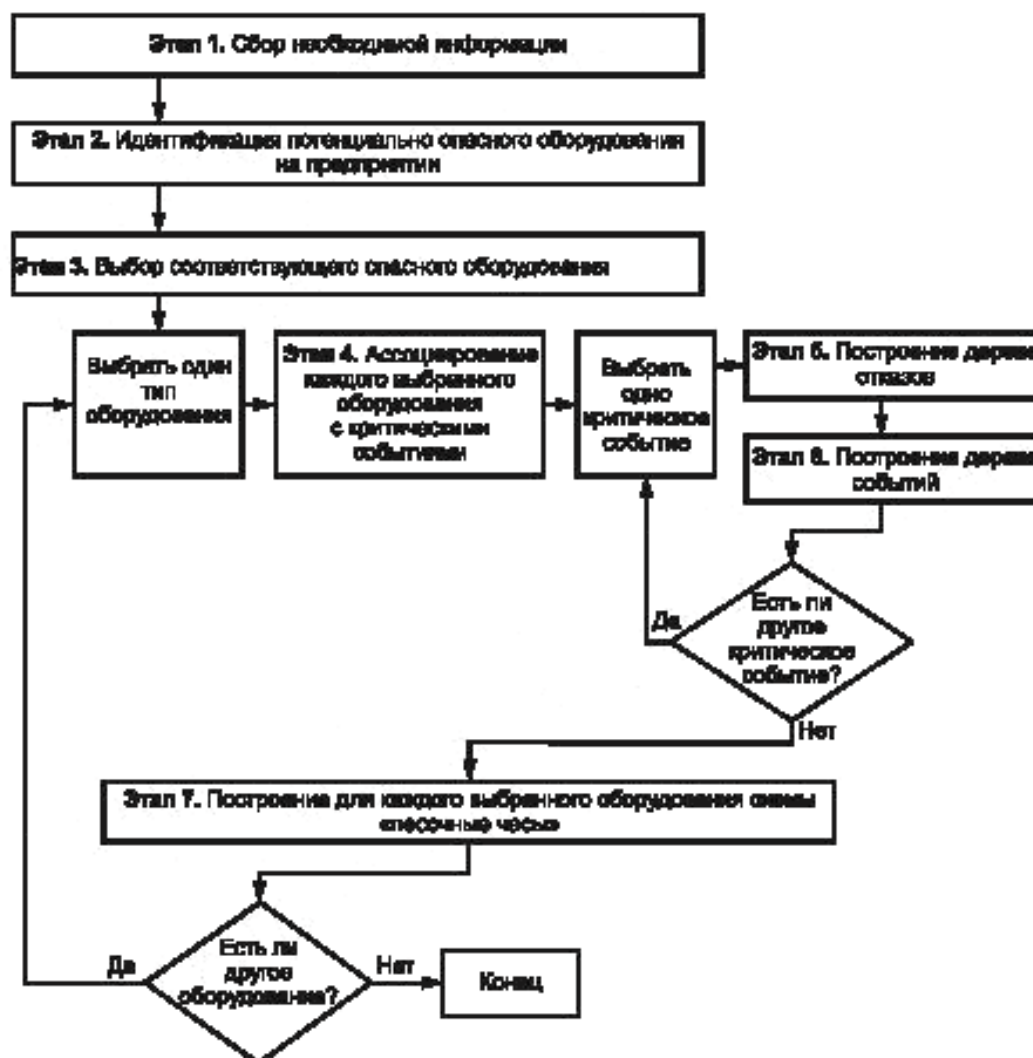 Этап 1. Сбор необходимой информации
Этап 2. Идентификация потенциально опасного оборудования
на предприятии
Этап 3. Выбор соответствующего опасного оборудования
Выбрать один
тип
оборудования
Этап 4. Ассоциирование
каждого выбранного
оборудования
с критическими
событиями
Выбрать
одно
критическое
событие
Этап 5. Построение дерева
отказов
Этап 6. Построение дерева
событий
Есть ли
другое
критическое
событие?
Да
Нет
Этап 7. Построение для каждого выбранного оборудования схемы
«песочные часы»
Есть ли
другое
оборудование?
Да
Нет
Конец